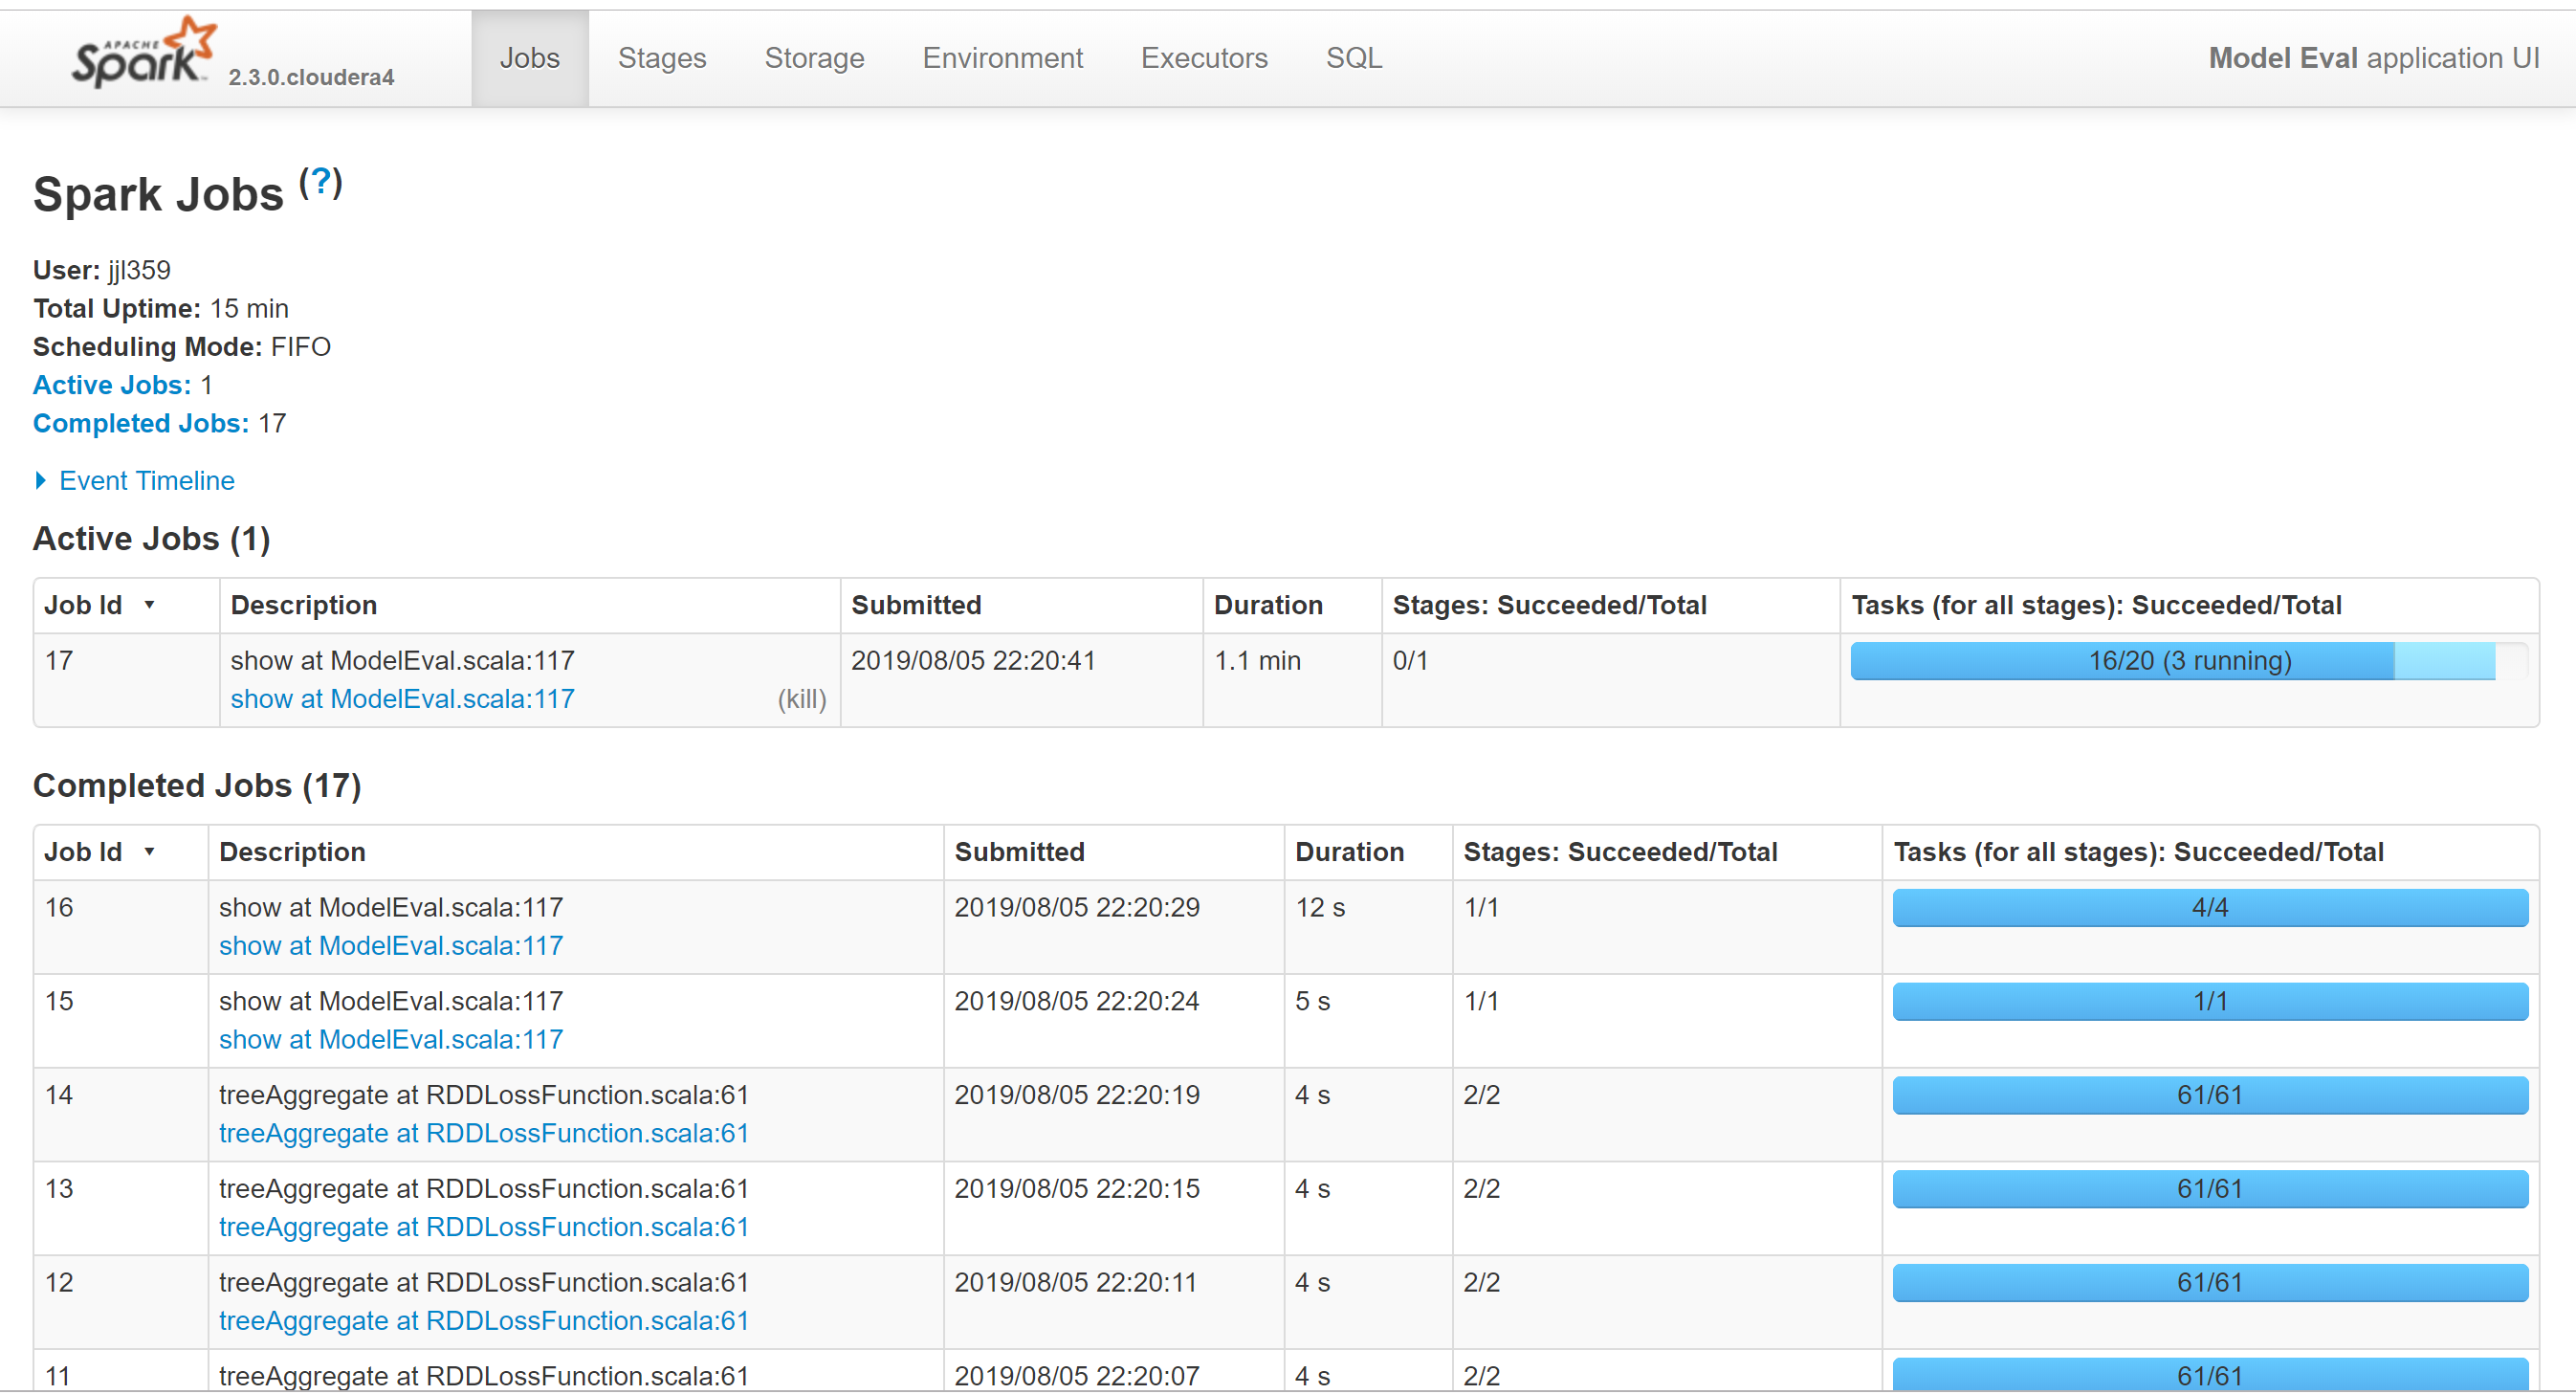 APACHE Spark™ 2.3.0.cloudera4 Jobs Stages Storage Environment Executors SQL Model Eval application UI
Spark Jobs (?)
User: jjl359
Total Uptime: 15 min
Scheduling Mode: FIFO
Active Jobs: 1
Completed Jobs: 17
Event Timeline
Active Jobs (1)
Job Id ▾ Description Submitted Duration Stages: Succeeded/Total Tasks (for all stages): Succeeded/Total
17 show at ModelEval.scala:117 2019/08/05 22:20:41 1.1 min 0/1 16/20 (3 running)
show at ModelEval.scala:117 (kill)
Completed Jobs (17)
Job Id ▾ Description Submitted Duration Stages: Succeeded/Total Tasks (for all stages): Succeeded/Total
16 show at ModelEval.scala:117 2019/08/05 22:20:29 12 s 1/1 4/4
show at ModelEval.scala:117
15 show at ModelEval.scala:117 2019/08/05 22:20:24 5 s 1/1 1/1
show at ModelEval.scala:117
14 treeAggregate at RDDLossFunction.scala:61 2019/08/05 22:20:19 4 s 2/2 61/61
treeAggregate at RDDLossFunction.scala:61
13 treeAggregate at RDDLossFunction.scala:61 2019/08/05 22:20:15 4 s 2/2 61/61
treeAggregate at RDDLossFunction.scala:61
12 treeAggregate at RDDLossFunction.scala:61 2019/08/05 22:20:11 4 s 2/2 61/61
treeAggregate at RDDLossFunction.scala:61
11 treeAggregate at RDDLossFunction.scala:61 2019/08/05 22:20:07 4 s 2/2 61/61